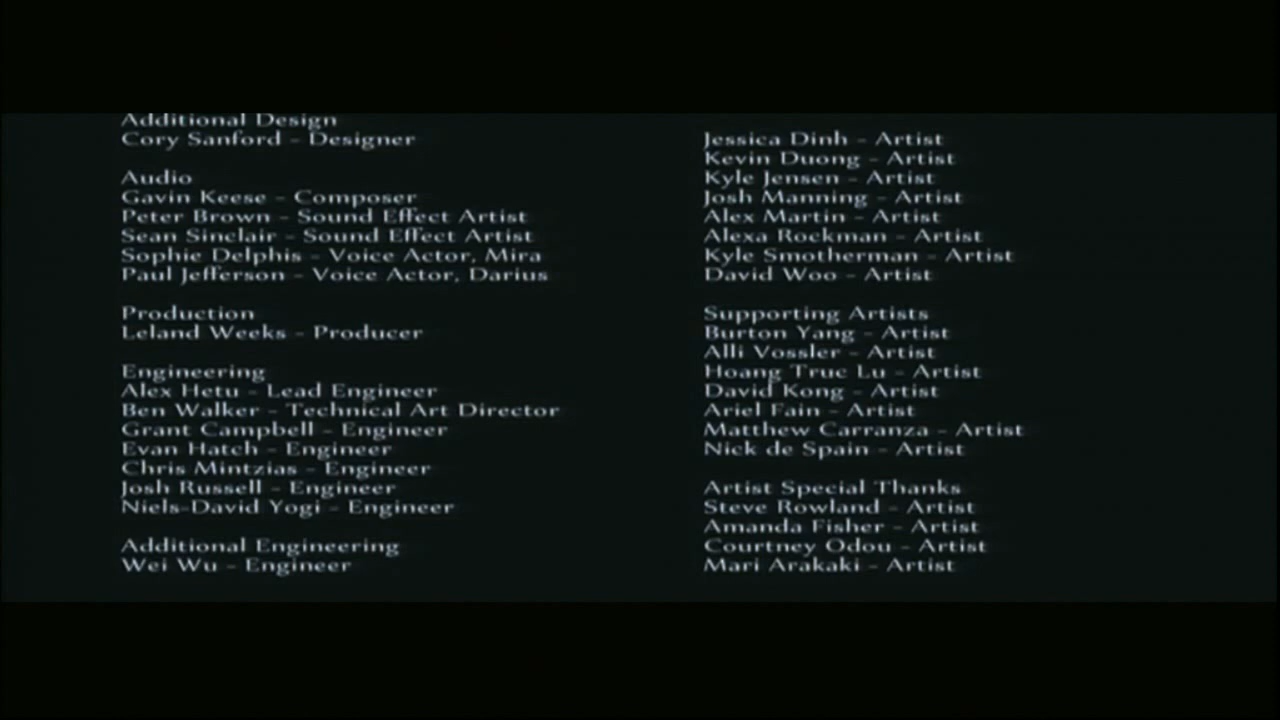 Additional Design
Cory Sanford - Designer
Audio
Gavin Keese - Composer
Peter Brown - Sound Effect Artist
Sean Sinclair - Sound Effect Artist
Sophie Delphis - Voice Actor, Mira
Paul Jefferson - Voice Actor, Darius
Production
Leland Weeks - Producer
Engineering
Alex Hetu - Lead Engineer
Ben Walker - Technical Art Director
Grant Campbell - Engineer
Evan Hatch - Engineer
Chris Mintzias - Engineer
Josh Russell - Engineer
Niels-David Yogi - Engineer
Additional Engineering
Wei Wu - Engineer
Jessica Dinh - Artist
Kevin Duong - Artist
Kyle Jensen - Artist
Josh Manning - Artist
Alex Martin - Artist
Alexa Rockman - Artist
Kyle Smotherman - Artist
David Woo - Artist
Supporting Artists
Burton Yang - Artist
Alli Vossler - Artist
Hoang Truc Lu - Artist
David Kong - Artist
Ariel Fain - Artist
Matthew Carranza - Artist
Nick de Spain - Artist
Artist Special Thanks
Steve Rowland - Artist
Amanda Fisher - Artist
Courtney Odou - Artist
Mari Arakaki - Artist